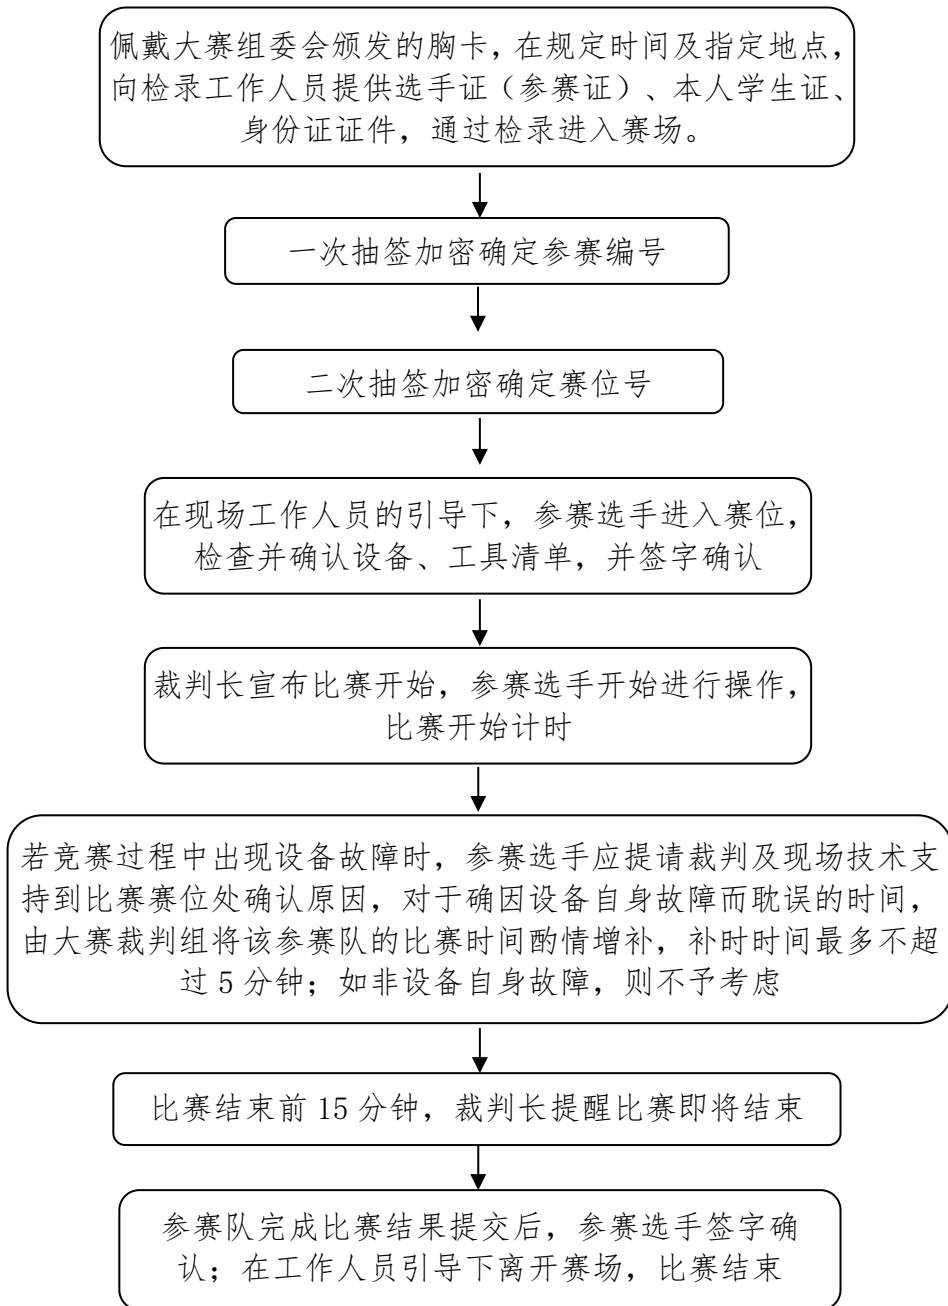 佩戴大赛组委会颁发的胸卡，在规定时间及指定地点，
向检录工作人员提供选手证（参赛证）、本人学生证、
身份证证件，通过检录进入赛场。
一次抽签加密确定参赛编号
二次抽签加密确定赛位号
在现场工作人员的引导下，参赛选手进入赛位，
检查并确认设备、工具清单，并签字确认
裁判长宣布比赛开始，参赛选手开始进行操作，
比赛开始计时
若竞赛过程中出现设备故障时，参赛选手应提请裁判及现场技术支
持到比赛赛位处确认原因，对于确因设备自身故障而耽误的时间，
由大赛裁判组将该参赛队的比赛时间酌情增补，补时时间最多不超
过 5 分钟；如非设备自身故障，则不予考虑
比赛结束前 15 分钟，裁判长提醒比赛即将结束
参赛队完成比赛结果提交后，参赛选手签字确
认；在工作人员引导下离开赛场，比赛结束